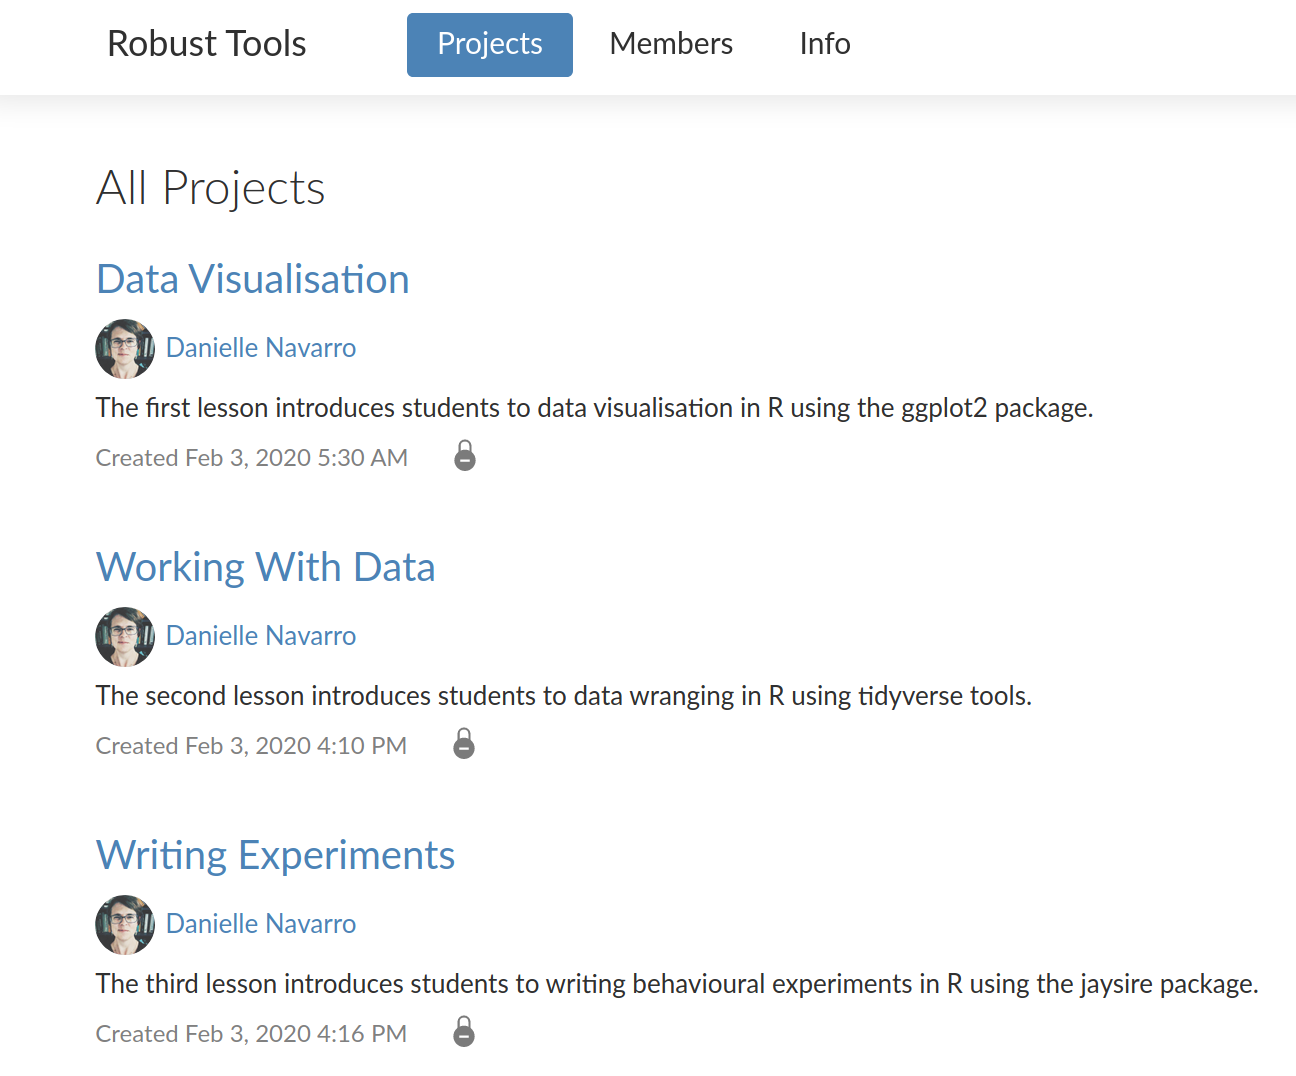 Robust Tools
Projects
Members
Info
All Projects
Data Visualisation
Danielle Navarro
The first lesson introduces students to data visualisation in R using the ggplot2 package.
Created Feb 3, 2020 5:30 AM
Working With Data
Danielle Navarro
The second lesson introduces students to data wranging in R using tidyverse tools.
Created Feb 3, 2020 4:10 PM
Writing Experiments
Danielle Navarro
The third lesson introduces students to writing behavioural experiments in R using the jaysire package.
Created Feb 3, 2020 4:16 PM